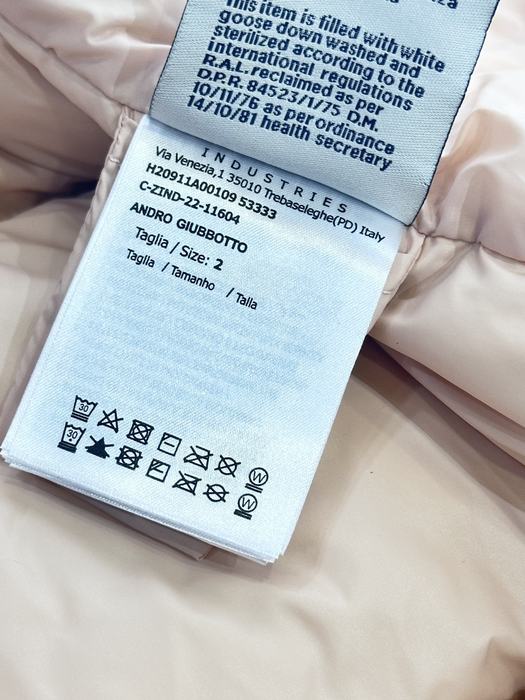 This item is filled with white
goose down washed and
sterilized according to the
International regulations
R.A.L.reclaimed as per
D.P.R. 84523/1/75 D.M.
10/11/76 as per ordinance
14/10/81 health secretary
INDUSTRIES
Via Venezia,1 35010 Trebaseleghe(PD) Italy
H20911A00109 53333
C-ZIND-22-11604
ANDRO GIUBBOTTO
Taglia / Size: 2
Taglia / Tamanho / Talla
30
30
W
W